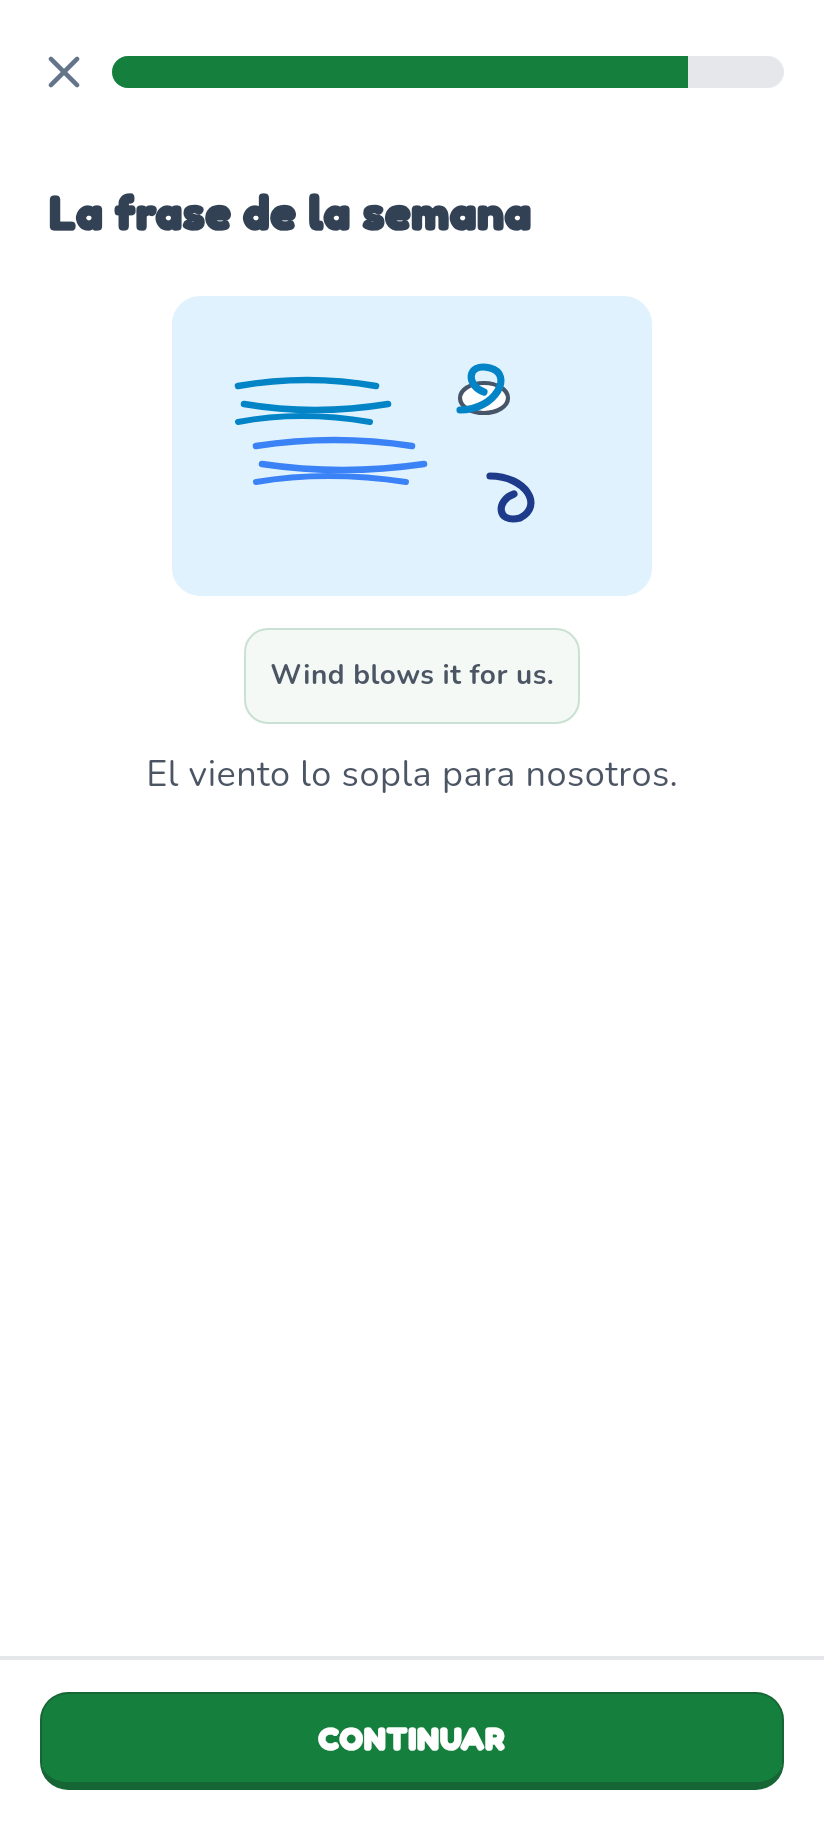 La frase de la semana
Wind blows it for us.
El viento lo sopla para nosotros.
CONTINUAR